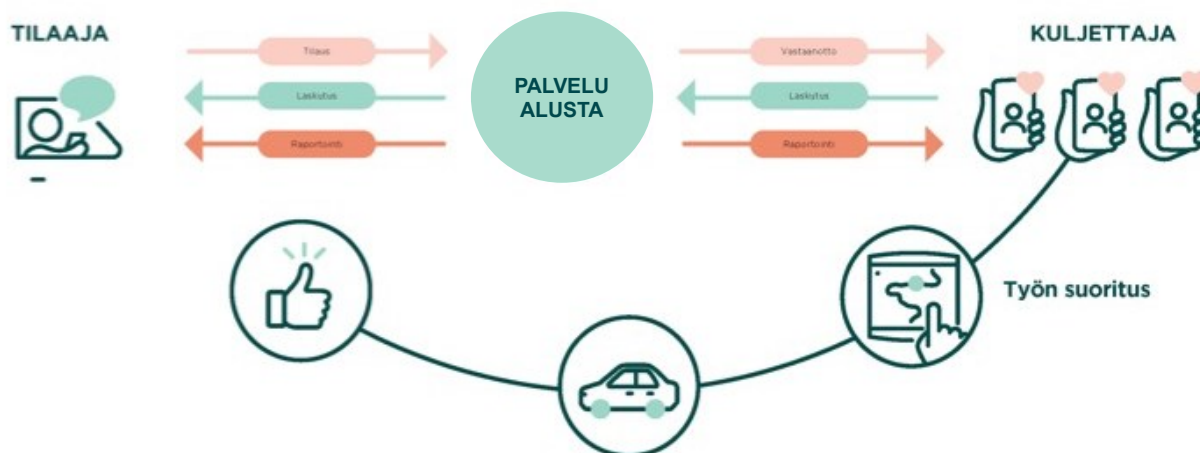 TILAAJA
Tilaus
Laskutus
Raportointi
PALVELU
ALUSTA
Vastaanotto
Laskutus
Raportointi
KULJETTAJA
Työn suoritus